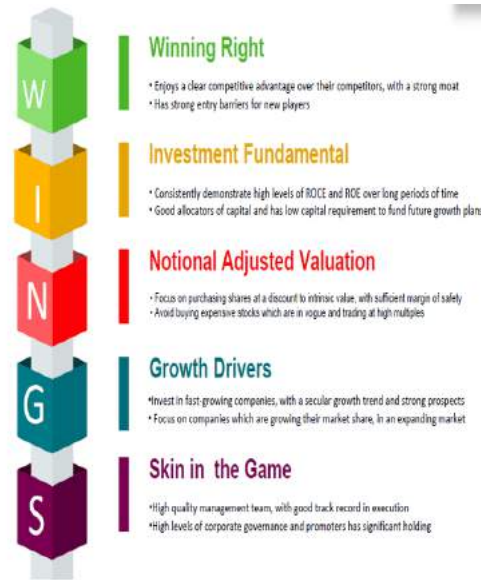 W
Winning Right
• Enjoys a clear competitive advantage over their competitors, with a strong moat
• Has strong entry barriers for new players
I
Investment Fundamental
• Consistently demonstrate high levels of ROCE and ROE over long periods of time
• Good allocators of capital and has low capital requirement to fund future growth plans
N
Notional Adjusted Valuation
• Focus on purchasing shares at a discount to intrinsic value, with sufficient margin of safety
• Avoid buying expensive stocks which are in vogue and trading at high multiples
G
Growth Drivers
•Invest in fast-growing companies, with a secular growth trend and strong prospects
• Focus on companies which are growing their market share, in an expanding market
S
Skin in the Game
•High quality management team, with good track record in execution
•High levels of corporate governance and promoters has significant holding